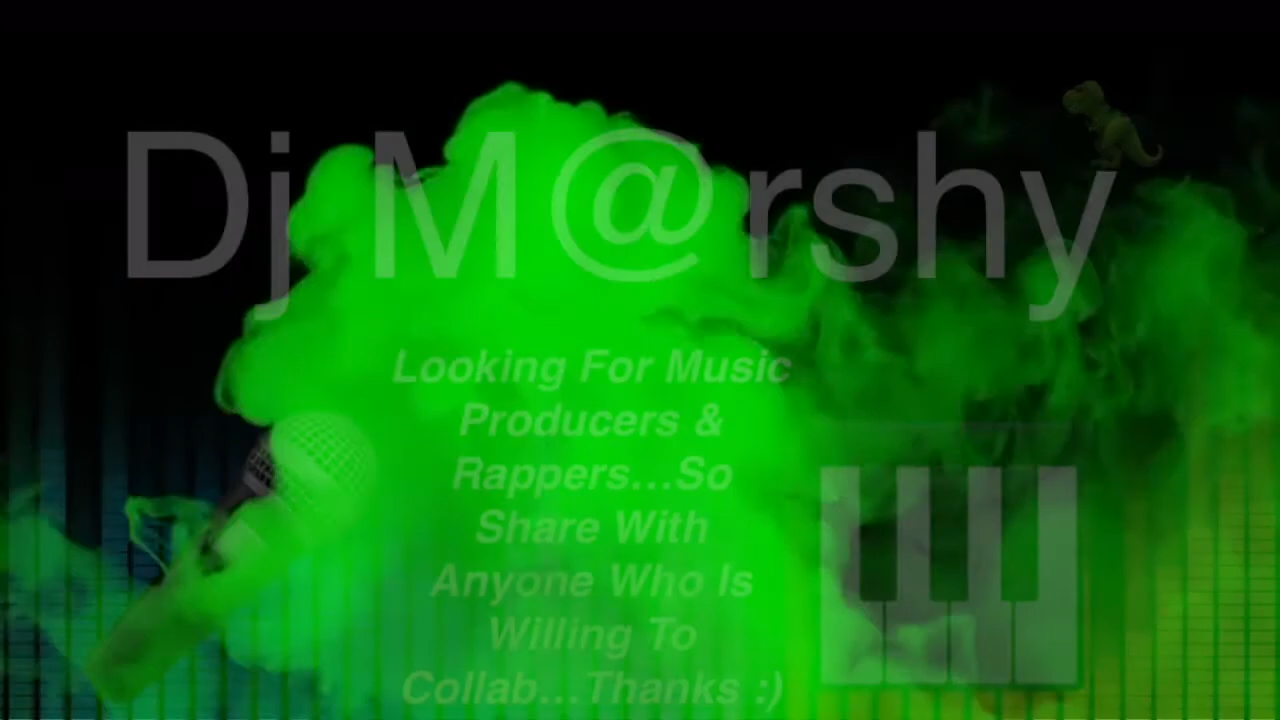 Dj M@rshy
Looking For Music
Producers &
Rappers...So
Share With
Anyone Who Is
Willing To
Collab...Thanks :)